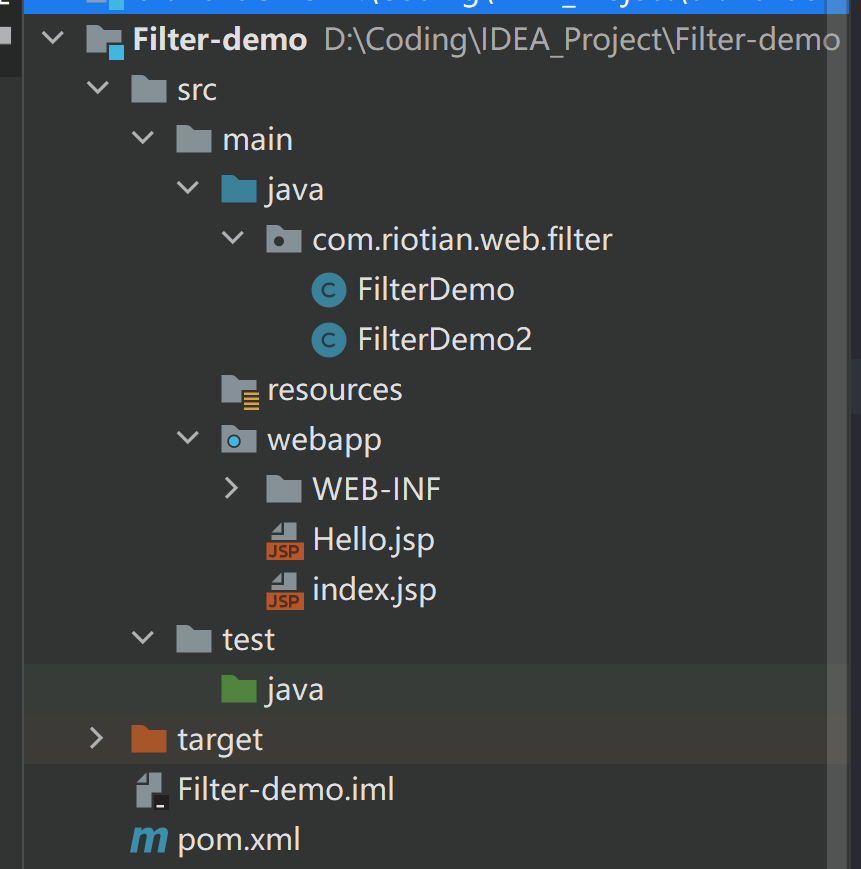 Filter-demo D:\Coding\IDEA_Project\Filter-demo
src
main
java
com.riotian.web.filter
C FilterDemo
C FilterDemo2
resources
webapp
WEB-INF
JSP Hello.jsp
JSP index.jsp
test
java
target
Filter-demo.iml
m pom.xml